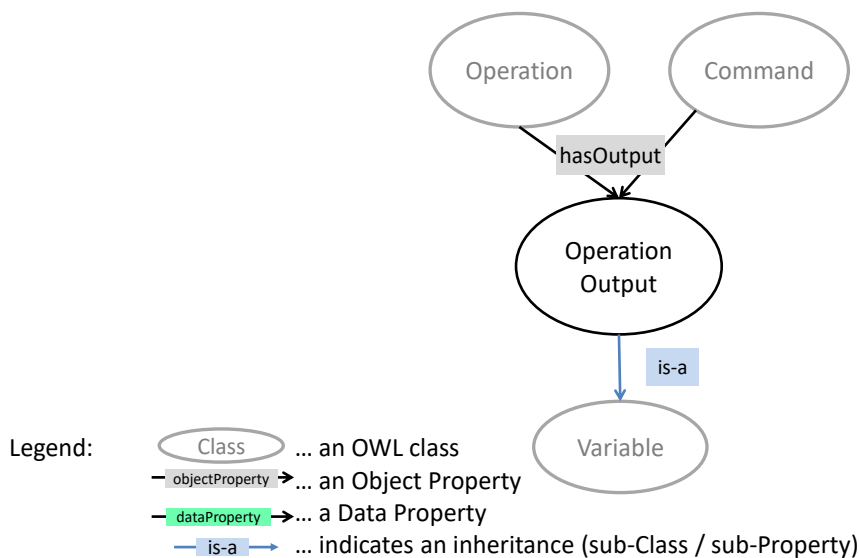 Operation
Command
hasOutput
Operation
Output
is-a
Variable
Legend:
Class
... an OWL class
objectProperty
... an Object Property
dataProperty
... a Data Property
is-a
... indicates an inheritance (sub-Class / sub-Property)